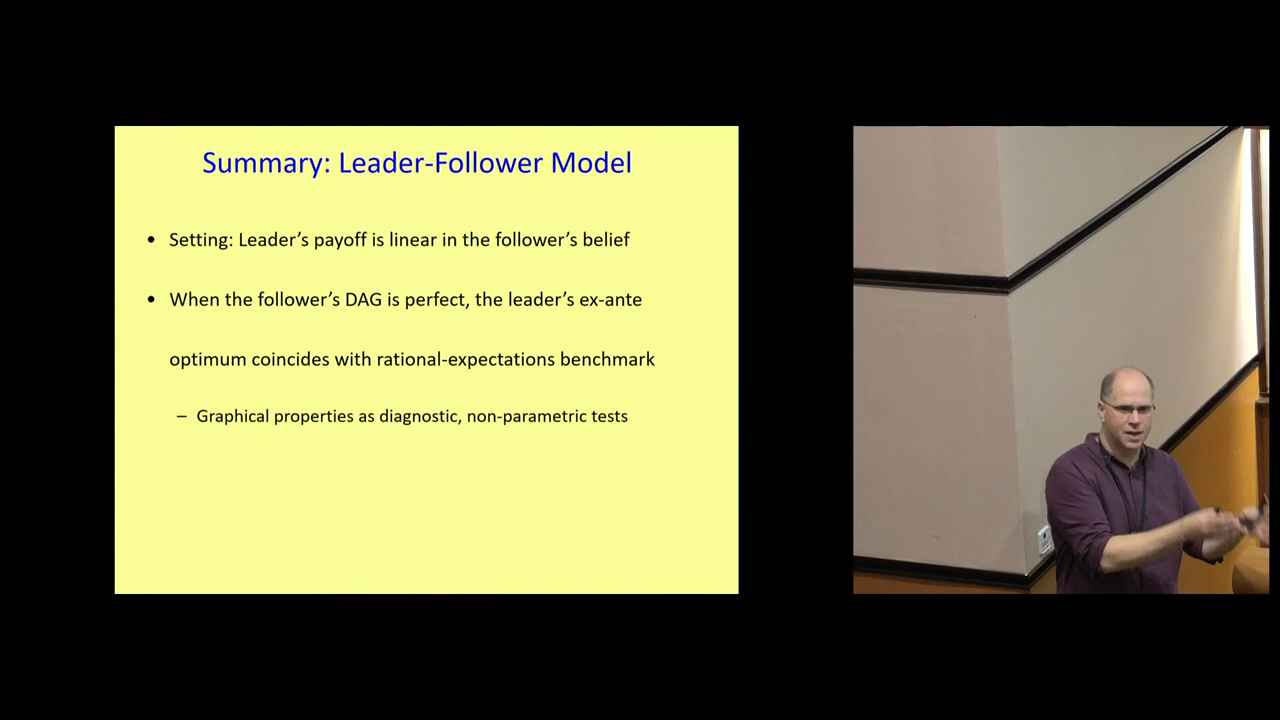 Summary: Leader-Follower Model
• Setting: Leader’s payoff is linear in the follower’s belief
• When the follower’s DAG is perfect, the leader’s ex-ante
optimum coincides with rational-expectations benchmark
– Graphical properties as diagnostic, non-parametric tests